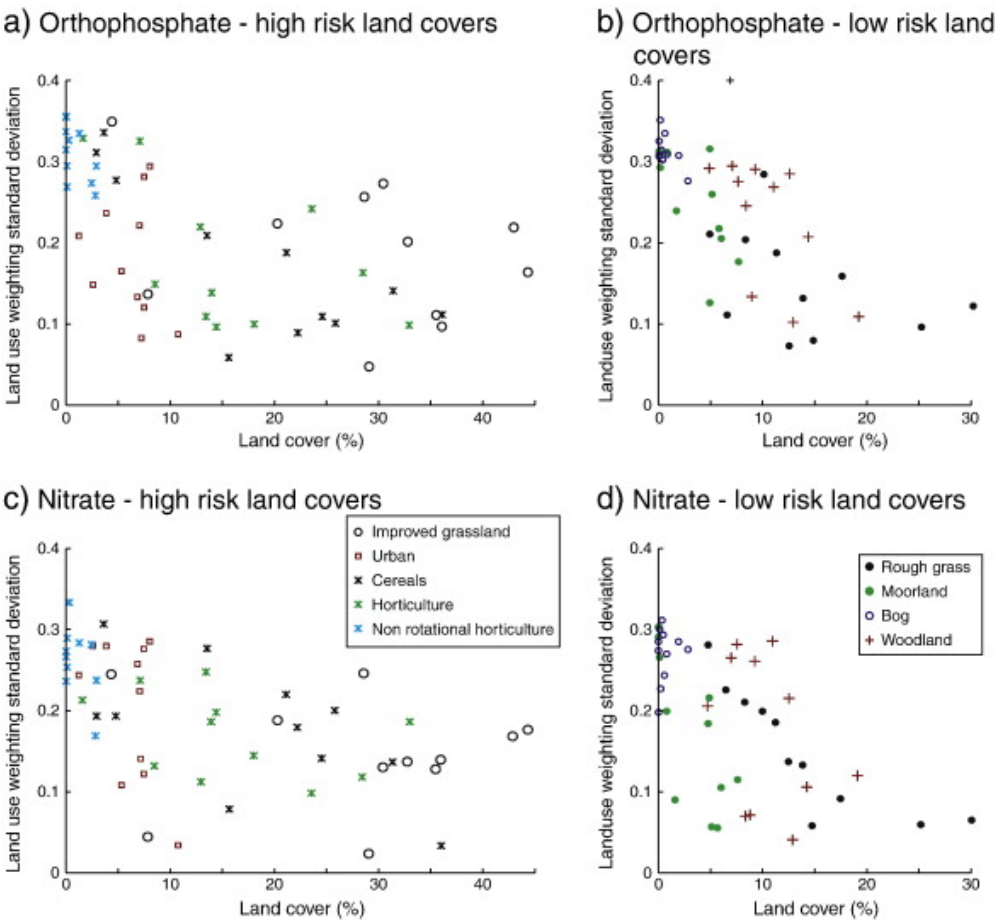 a) Orthophosphate - high risk land covers
Land use weighting standard deviation
0.4
0.3
0.2
0.1
0
0 10 20 30 40
Land cover (%)
b) Orthophosphate - low risk land
covers
Landuse weighting standard deviation
0.4
0.3
0.2
0.1
0
0 10 20 30
Land cover (%)
c) Nitrate - high risk land covers
Land use weighting standard deviation
0.4
0.3
0.2
0.1
0
Improved grassland
Urban
Cereals
Horticulture
Non rotational horticulture
0 10 20 30 40
Land cover (%)
d) Nitrate - low risk land covers
Landuse weighting standard deviation
0.4
0.3
0.2
0.1
0
Rough grass
Moorland
Bog
Woodland
0 10 20 30
Land cover (%)